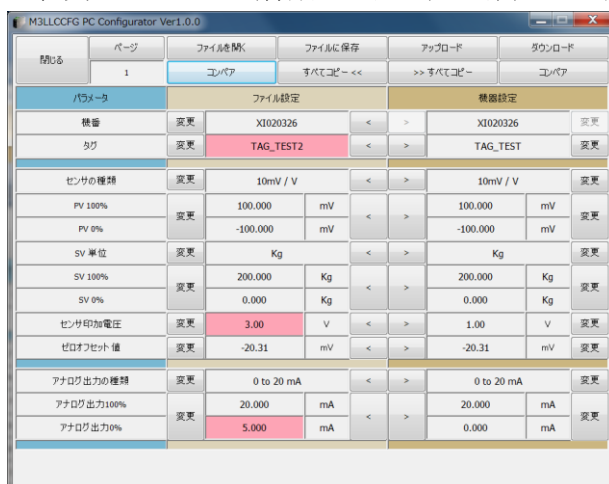 M3LLCCFG PC Configurator Ver1.0.0
閉じる ページ ファイルを開く ファイルに保存 アップロード ダウンロード
1 コンペア すべてコピー << >> すべてコピー コンペア
パラメータ ファイル設定 機器設定
機番 変更 XI020326 < > XI020326 変更
タグ 変更 TAG_TEST2 < > TAG_TEST 変更
センサの種類 変更 10mV / V < > 10mV / V 変更
PV 100% 変更 100.000 mV < > 100.000 mV 変更
PV 0% -100.000 mV -100.000 mV
SV 単位 変更 Kg < > Kg 変更
SV 100% 変更 200.000 Kg < > 200.000 Kg 変更
SV 0% 0.000 Kg 0.000 Kg
センサ印加電圧 変更 3.00 V < > 1.00 V 変更
ゼロオフセット値 変更 -20.31 mV < > -20.31 mV 変更
アナログ出力の種類 変更 0 to 20 mA < > 0 to 20 mA 変更
アナログ出力100% 変更 20.000 mA < > 20.000 mA 変更
アナログ出力0% 5.000 mA 0.000 mA